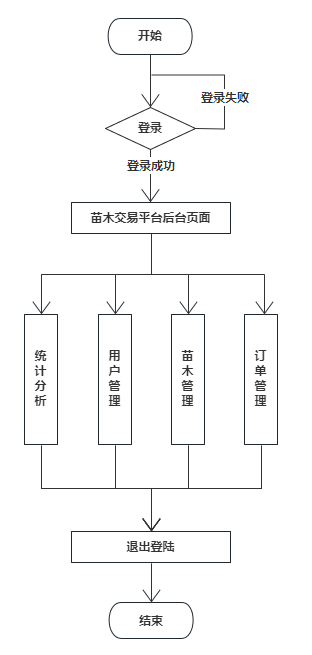 开始
登录失败
登录
登录成功
苗木交易平台后台页面
统计分析
用户管理
苗木管理
订单管理
退出登陆
结束